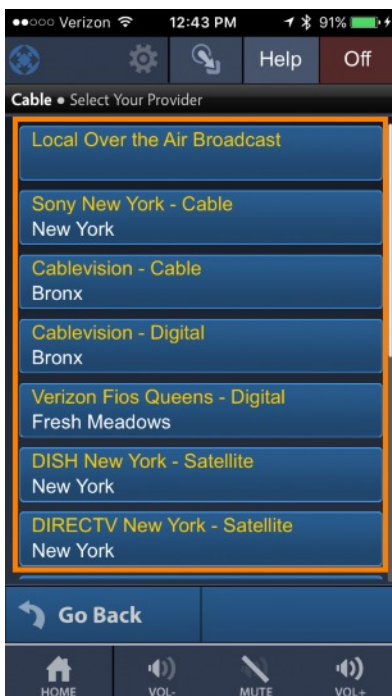 Verizon 12:43 PM 91%
Help Off
Cable • Select Your Provider
Local Over the Air Broadcast
Sony New York - Cable
New York
Cablevision - Cable
Bronx
Cablevision - Digital
Bronx
Verizon Fios Queens - Digital
Fresh Meadows
DISH New York - Satellite
New York
DIRECTV New York - Satellite
New York
Go Back
HOME VOL- MUTE VOL+